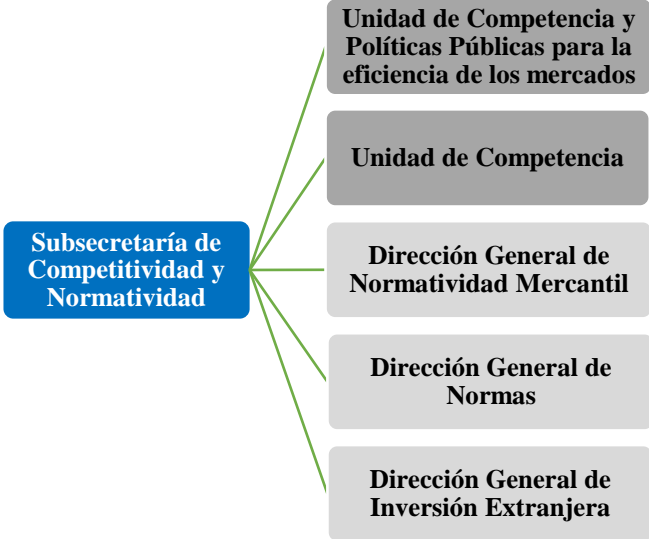 Unidad de Competencia y
Políticas Públicas para la
eficiencia de los mercados
Unidad de Competencia
Subsecretaría de
Competitividad y
Normatividad
Dirección General de
Normatividad Mercantil
Dirección General de
Normas
Dirección General de
Inversión Extranjera